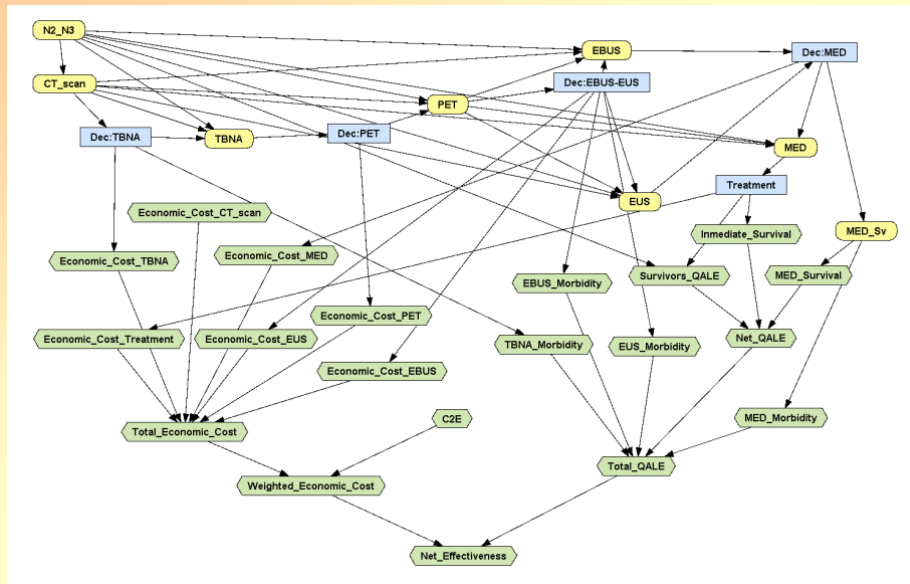 N2_N3
EBUS
Dec:MED
CT_scan
Dec:EBUS-EUS
PET
Dec:TBNA
TBNA
Dec:PET
MED
Treatment
EUS
Economic_Cost_CT_scan
Inmediate_Survival
MED_Sv
Economic_Cost_TBNA
Economic_Cost_MED
EBUS_Morbidity
Survivors_QALE
MED_Survival
Economic_Cost_PET
Economic_Cost_Treatment
Economic_Cost_EUS
TBNA_Morbidity
EUS_Morbidity
Net_QALE
Economic_Cost_EBUS
C2E
MED_Morbidity
Total_Economic_Cost
Total_QALE
Weighted_Economic_Cost
Net_Effectiveness